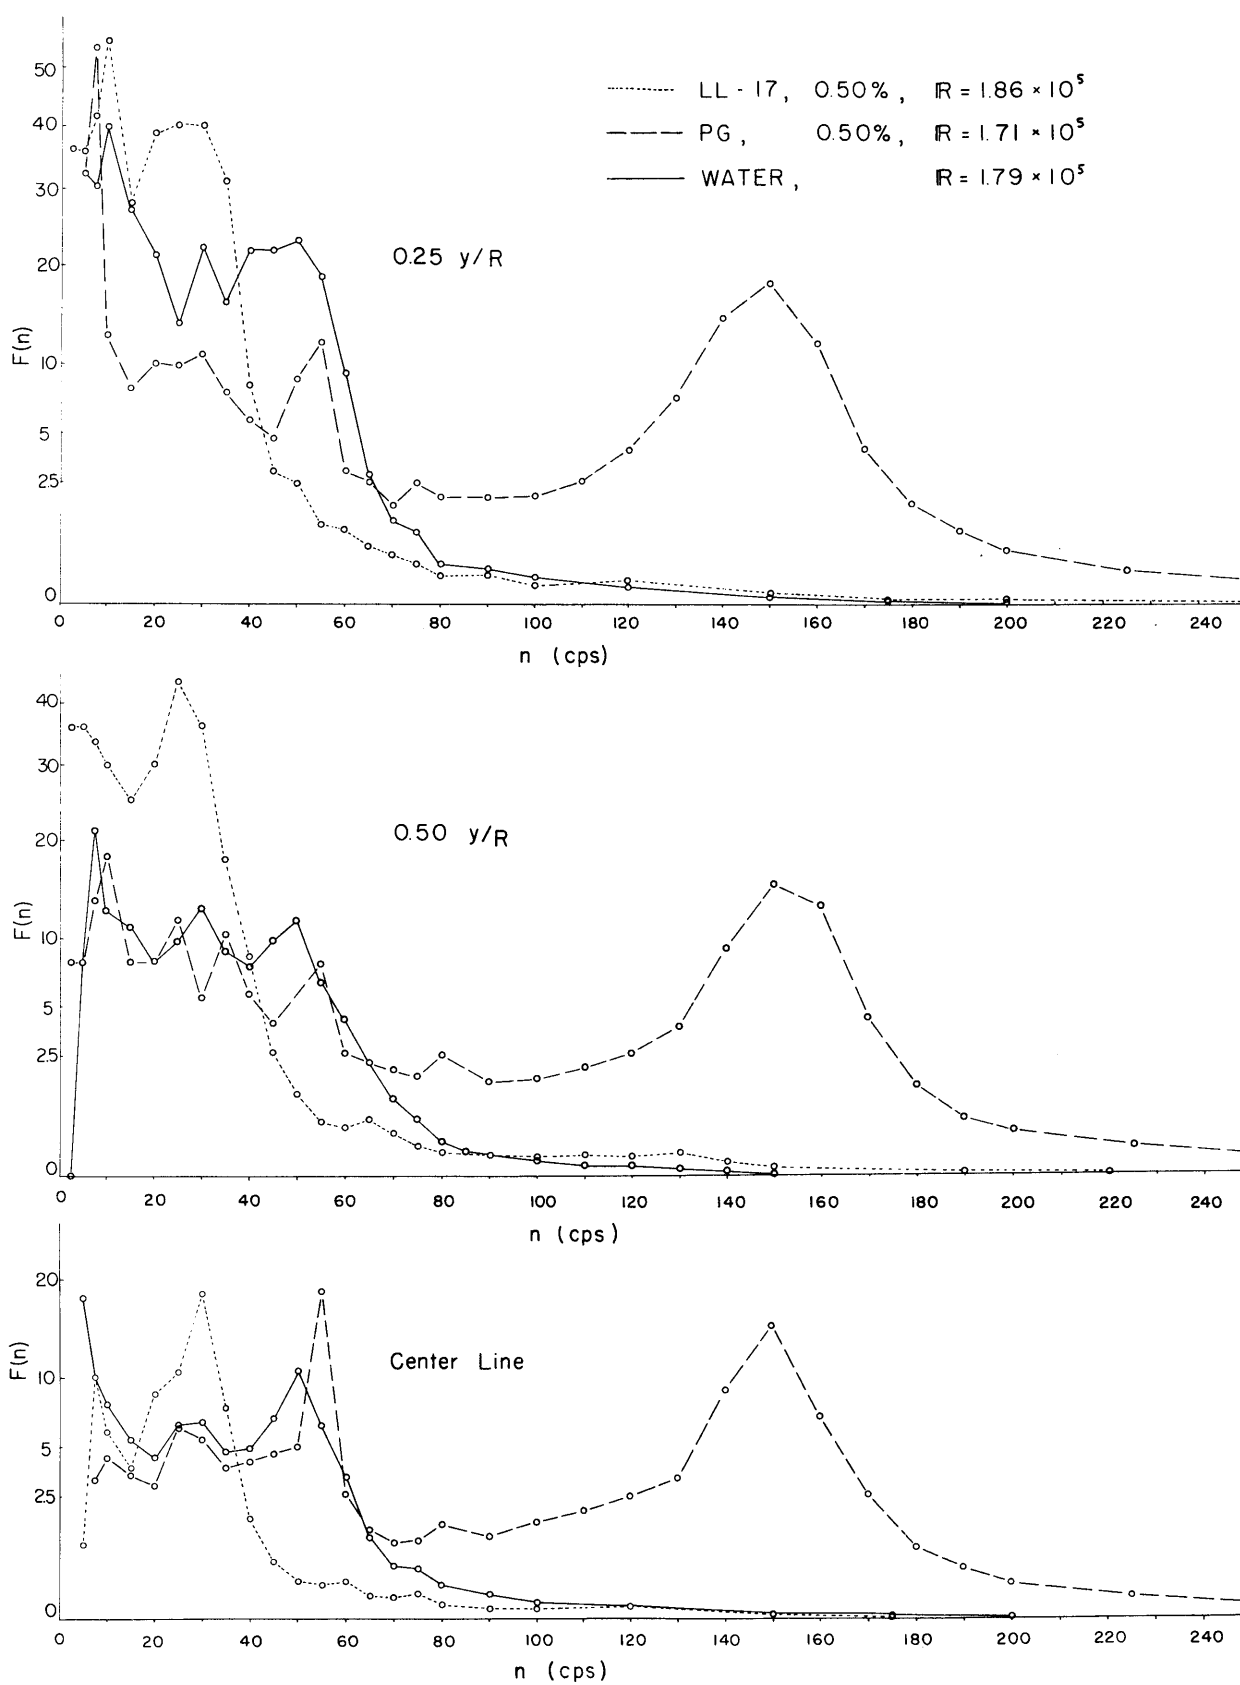 50
40
30
20
10
5
25
0
F(n)
LL-17, 0.50%, R = 1.86 × 10⁵
PG, 0.50%, R = 1.71 × 10⁵
WATER, R = 1.79 × 10⁵
0.25 y/R
0 20 40 60 80 100 120 140 160 180 200 220 240
n (cps)
40
30
20
10
5
25
0
F(n)
0.50 y/R
0 20 40 60 80 100 120 140 160 180 200 225 240
n (cps)
20
10
5
25
0
F(n)
Center Line
0 20 40 60 80 100 120 140 160 180 200 220 240
n (cps)